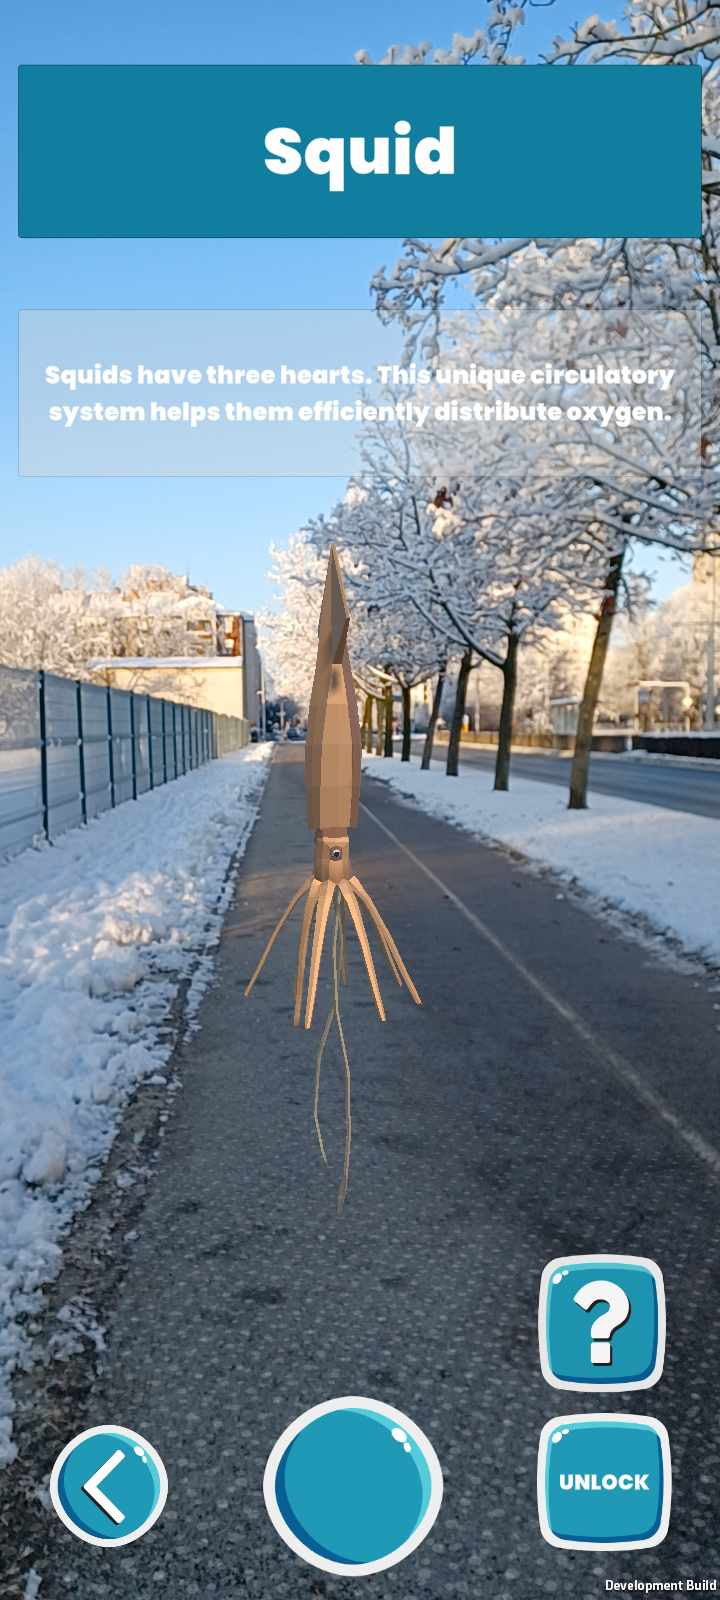 Squid
Squids have three hearts. This unique circulatory
system helps them efficiently distribute oxygen.
?
UNLOCK
Development Build